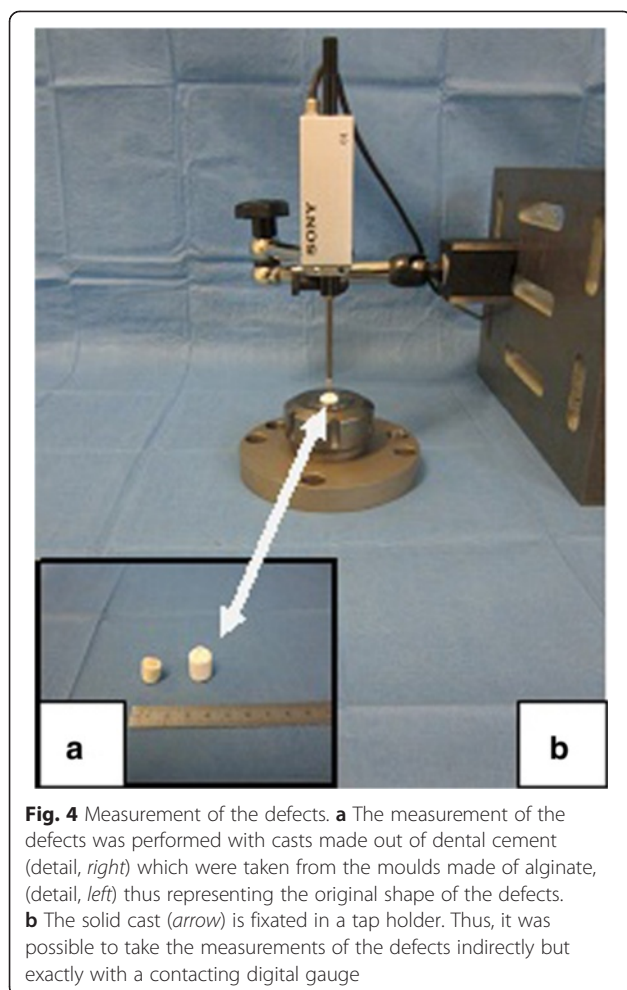 SONY
CE
a
b
Fig. 4 Measurement of the defects. a The measurement of the
defects was performed with casts made out of dental cement
(detail, right) which were taken from the moulds made of alginate,
(detail, left) thus representing the original shape of the defects.
b The solid cast (arrow) is fixated in a tap holder. Thus, it was
possible to take the measurements of the defects indirectly but
exactly with a contacting digital gauge